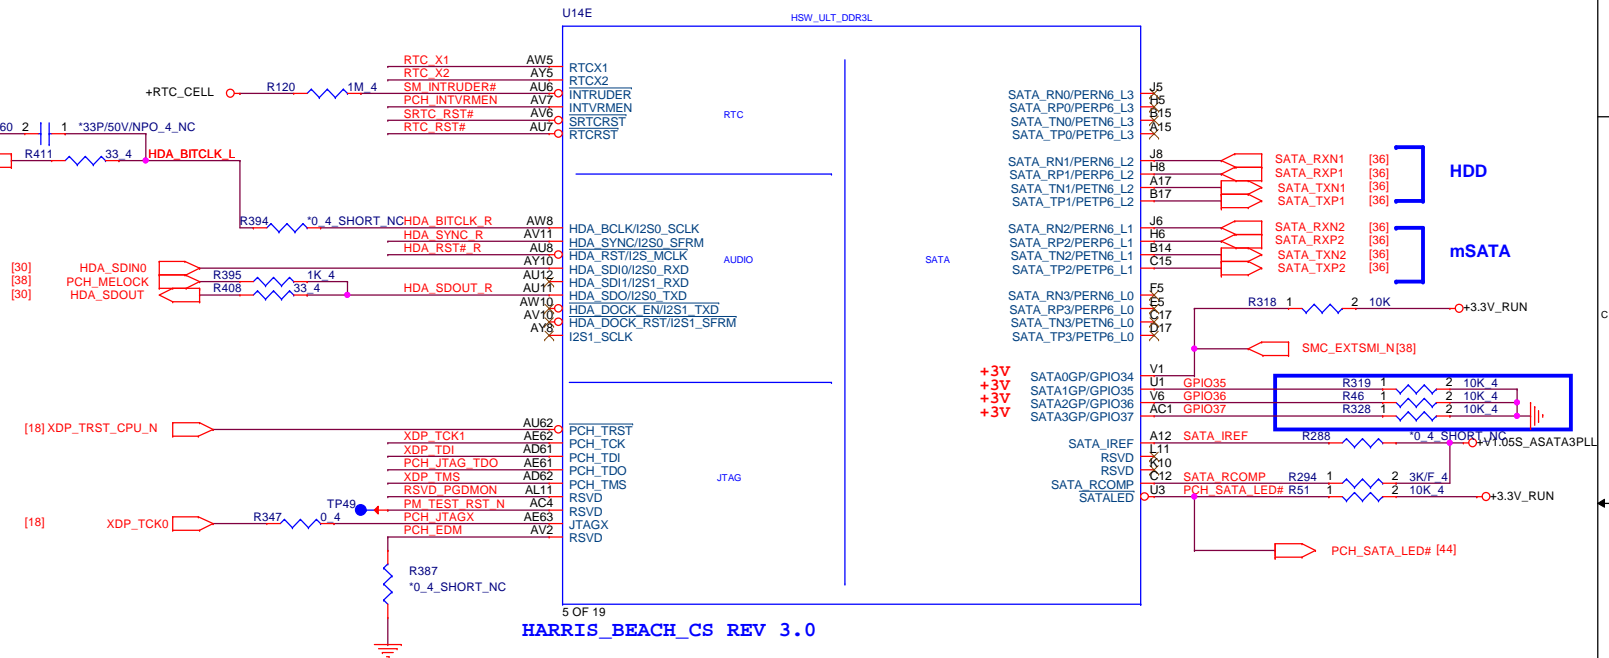 U14E
HSW_ULT_DDR3L
RTC_X1 AW5 RTCX1
RTC_X2 AY5 RTCX2
+RTC_CELL R120 1M_4 SM_INTRUDER# AU6 INTRUDER
PCH_INTVRMEN AV7 INTVRMEN
SRTC_RST# AV6 SRTCRST
RTC_RST# AU7 RTCRST
RTC
60 2 1 *33P/50V/NPO_4_NC
R411 33_4 HDA_BITCLK_L
R394 *0_4_SHORT_NC HDA_BITCLK_R AW8 HDA_BCLK/I2S0_SCLK
HDA_SYNC_R AV11 HDA_SYNC/I2S0_SFRM
HDA_RST#_R AU8 HDA_RST/I2S_MCLK
[30] HDA_SDIN0 AY10 HDA_SDI0/I2S0_RXD
[38] PCH_MELOCK R395 1K_4 AU12 HDA_SDI1/I2S1_RXD
[30] HDA_SDOUT R408 33_4 HDA_SDOUT_R AU11 HDA_SDO/I2S0_TXD
AW10 HDA_DOCK_EN/I2S1_TXD
AV10 HDA_DOCK_RST/I2S1_SFRM
AY8 I2S1_SCLK
AUDIO
SATA
[18] XDP_TRST_CPU_N AU62 PCH_TRST
XDP_TCK1 AE62 PCH_TCK
XDP_TDI AD61 PCH_TDI
PCH_JTAG_TDO AE61 PCH_TDO
XDP_TMS AD62 PCH_TMS
RSVD_PGDMON AL11 RSVD
TP49 PM_TEST_RST_N AC4 RSVD
[18] XDP_TCK0 R347 0_4 PCH_JTAGX AE63 JTAGX
PCH_EDM AV2 RSVD
JTAG
R387
*0_4_SHORT_NC
SATA_RN0/PERN6_L3 J5
SATA_RP0/PERP6_L3 H5
SATA_TN0/PETN6_L3 B15
SATA_TP0/PETP6_L3 A15
SATA_RN1/PERN6_L2 J8 SATA_RXN1 [36]
SATA_RP1/PERP6_L2 H8 SATA_RXP1 [36]
SATA_TN1/PETN6_L2 A17 SATA_TXN1 [36]
SATA_TP1/PETP6_L2 B17 SATA_TXP1 [36]
HDD
SATA_RN2/PERN6_L1 J6 SATA_RXN2 [36]
SATA_RP2/PERP6_L1 H6 SATA_RXP2 [36]
SATA_TN2/PETN6_L1 B14 SATA_TXN2 [36]
SATA_TP2/PETP6_L1 C15 SATA_TXP2 [36]
mSATA
SATA_RN3/PERN6_L0 F5
SATA_RP3/PERP6_L0 E5
SATA_TN3/PETN6_L0 C17
SATA_TP3/PETP6_L0 D17
R318 1 2 10K +3.3V_RUN
SMC_EXTSMI_N[38]
+3V SATA0GP/GPIO34 V1
+3V SATA1GP/GPIO35 U1 GPIO35 R319 1 2 10K_4
+3V SATA2GP/GPIO36 V6 GPIO36 R46 1 2 10K_4
+3V SATA3GP/GPIO37 AC1 GPIO37 R328 1 2 10K_4
SATA_IREF A12 SATA_IREF R288 *0_4_SHORT_NC +V1.05S_ASATA3PLL
RSVD L11
RSVD K10
SATA_RCOMP C12 SATA_RCOMP R294 1 2 3K/F_4
SATALED U3 PCH_SATA_LED# R51 1 2 10K_4 +3.3V_RUN
PCH_SATA_LED# [44]
C
5 OF 19
HARRIS_BEACH_CS REV 3.0